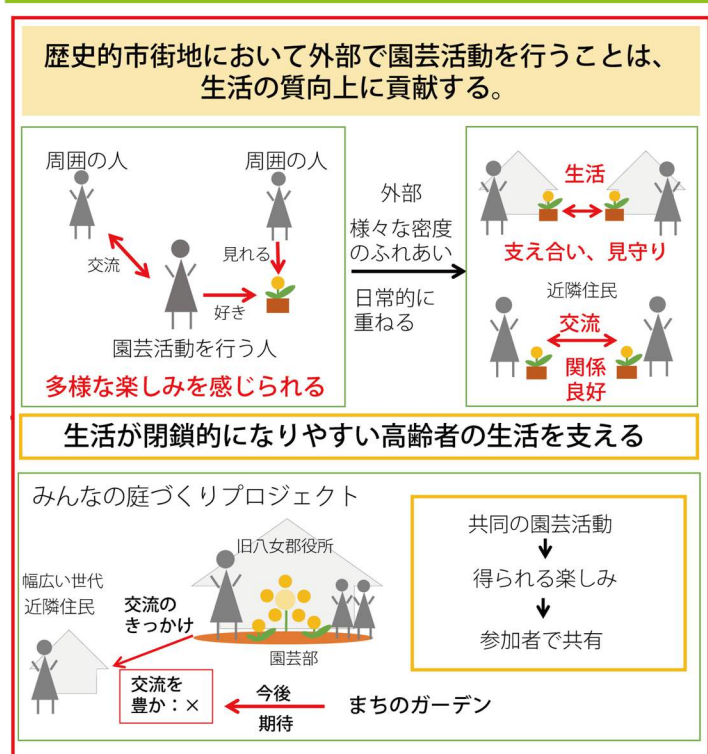 歴史的市街地において外部で園芸活動を行うことは、
生活の質向上に貢献する。
周囲の人
周囲の人
交流
見れる
好き
園芸活動を行う人
多様な楽しみを感じられる
外部
様々な密度
のふれあい
日常的に
重ねる
生活
支え合い、見守り
近隣住民
交流
関係
良好
生活が閉鎖的になりやすい高齢者の生活を支える
みんなの庭づくりプロジェクト
旧八女郡役所
幅広い世代
近隣住民
交流の
きっかけ
園芸部
交流を
豊か:×
今後
期待
まちのガーデン
共同の園芸活動
得られる楽しみ
参加者で共有